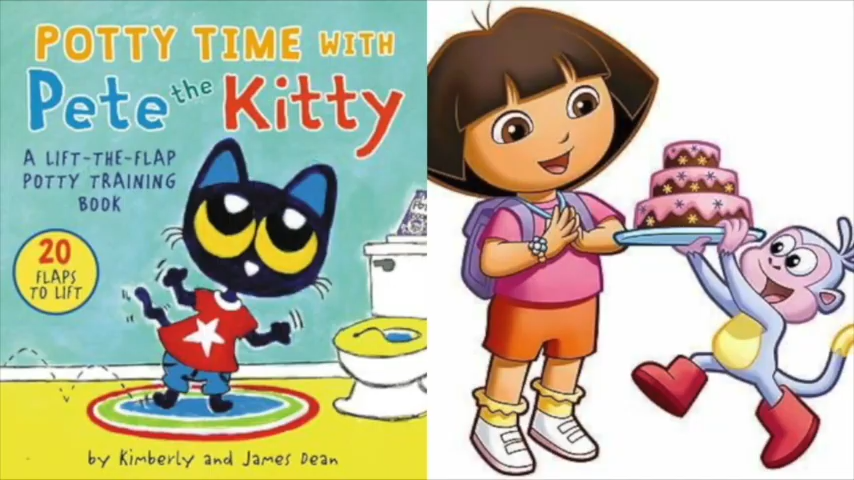 POTTY TIME WITH
Pete the Kitty
A LIFT-THE-FLAP
POTTY TRAINING
BOOK
20
FLAPS
TO LIFT
by Kimberly and James Dean